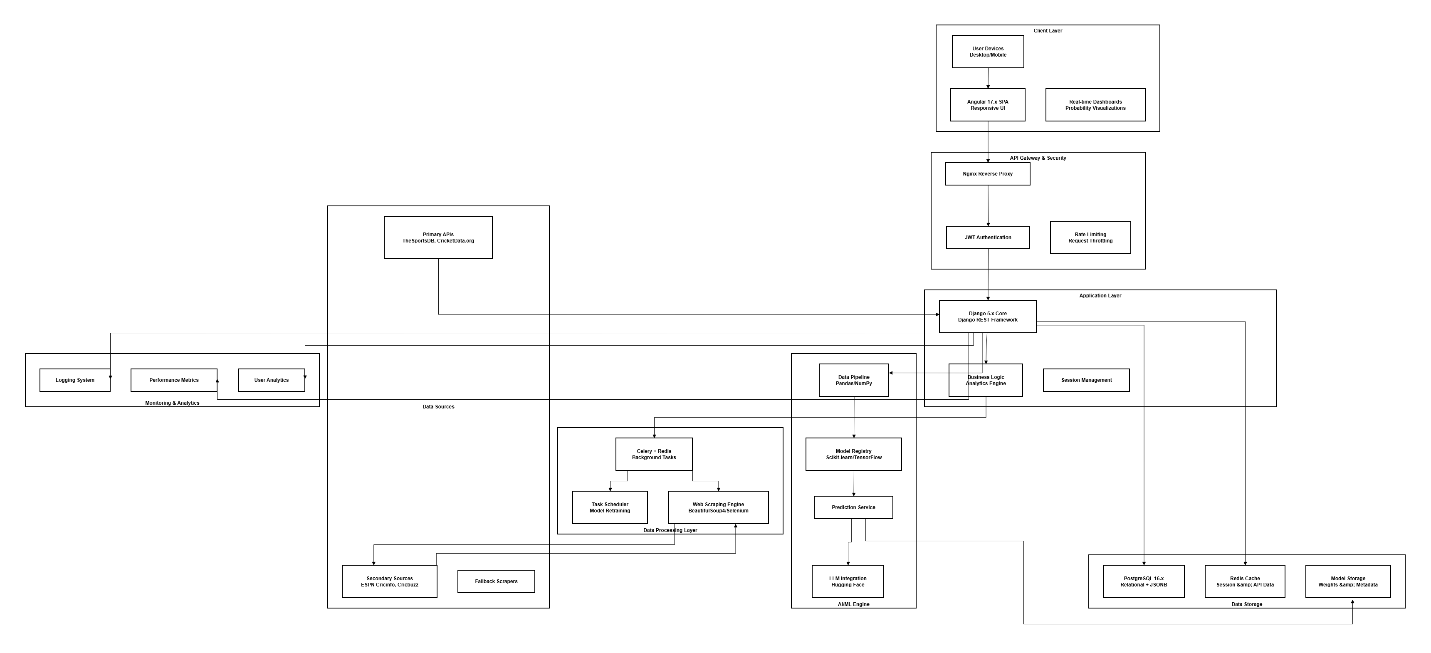 Client Layer
User Devices
Desktop/Mobile
Angular 17.x SPA
Responsive UI
Real-time Dashboards
Probability Visualizations
API Gateway & Security
Nginx Reverse Proxy
JWT Authentication
Rate Limiting
Request Throttling
Primary APIs
TheSportsDB, CricketData.org
Application Layer
Django 5.x Core
Django REST Framework
Logging System
Performance Metrics
User Analytics
Monitoring & Analytics
Data Sources
Data Pipeline
Pandas/NumPy
Business Logic
Analytics Engine
Session Management
Celery + Redis
Background Tasks
Model Registry
Scikit-learn/TensorFlow
Task Scheduler
Model Retraining
Web Scraping Engine
BeautifulSoup4/Selenium
Data Processing Layer
Prediction Service
Secondary Sources
ESPN Cricinfo, Cricbuzz
Fallback Scrapers
LLM Integration
Hugging Face
AI/ML Engine
PostgreSQL 16.x
Relational + JSONB
Redis Cache
Session &amp; API Data
Model Storage
Weights &amp; Metadata
Data Storage